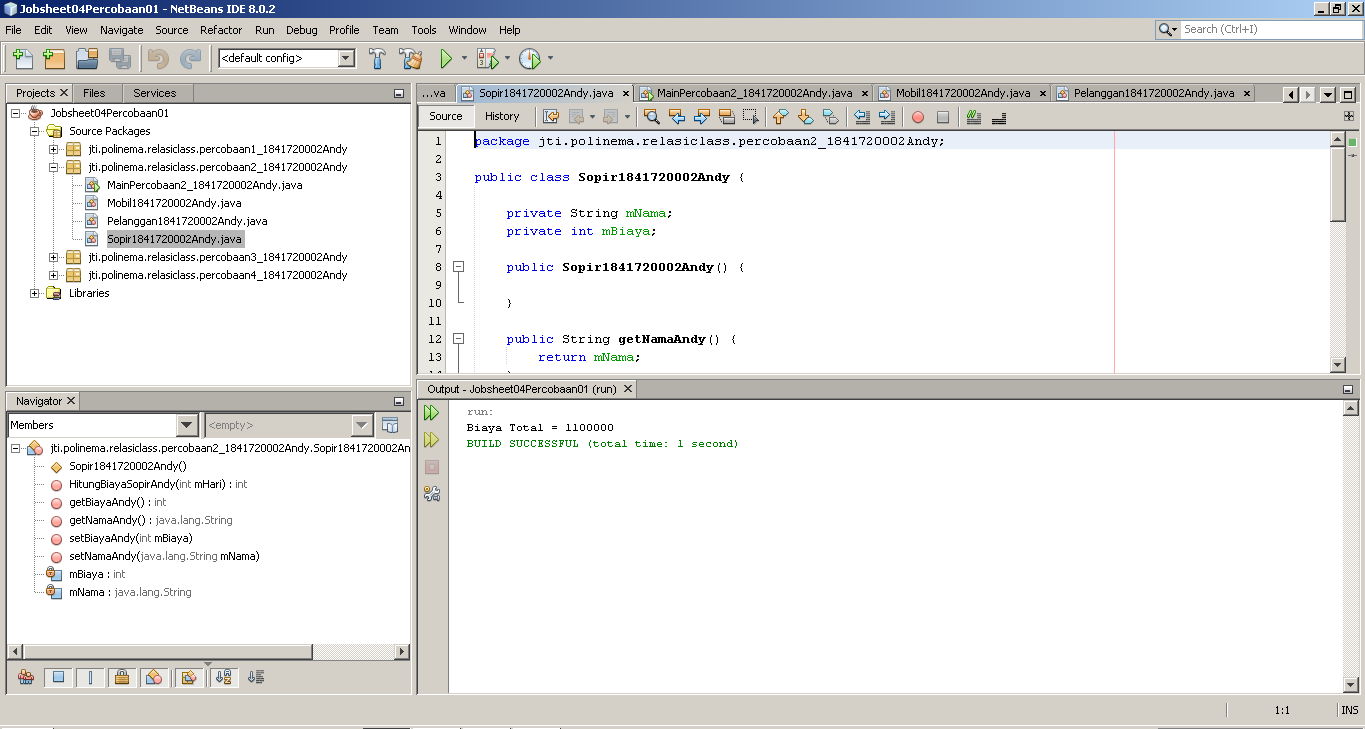 Jobsheet04Percobaan01 - NetBeans IDE 8.0.2
File Edit View Navigate Source Refactor Run Debug Profile Team Tools Window Help
Search (Ctrl+I)
<default config>
Projects Files Services
Jobsheet04Percobaan01
Source Packages
jti.polinema.relasiclass.percobaan1_1841720002Andy
jti.polinema.relasiclass.percobaan2_1841720002Andy
MainPercobaan2_1841720002Andy.java
Mobil1841720002Andy.java
Pelanggan1841720002Andy.java
Sopir1841720002Andy.java
jti.polinema.relasiclass.percobaan3_1841720002Andy
jti.polinema.relasiclass.percobaan4_1841720002Andy
Libraries
Navigator
Members
<empty>
jti.polinema.relasiclass.percobaan2_1841720002Andy.Sopir1841720002An
Sopir1841720002Andy()
HitungBiayaSopirAndy(int mHari) : int
getBiayaAndy() : int
getNamaAndy() : java.lang.String
setBiayaAndy(int mBiaya)
setNamaAndy(java.lang.String mNama)
mBiaya : int
mNama : java.lang.String
...va Sopir1841720002Andy.java MainPercobaan2_1841720002Andy.java Mobil1841720002Andy.java Pelanggan1841720002Andy.java
Source History
1 package jti.polinema.relasiclass.percobaan2_1841720002Andy;
2
3 public class Sopir1841720002Andy {
4
5 private String mNama;
6 private int mBiaya;
7
8 public Sopir1841720002Andy() {
9
10 }
11
12 public String getNamaAndy() {
13 return mNama;
Output - Jobsheet04Percobaan01 (run)
run:
Biaya Total = 1100000
BUILD SUCCESSFUL (total time: 1 second)
1:1 INS